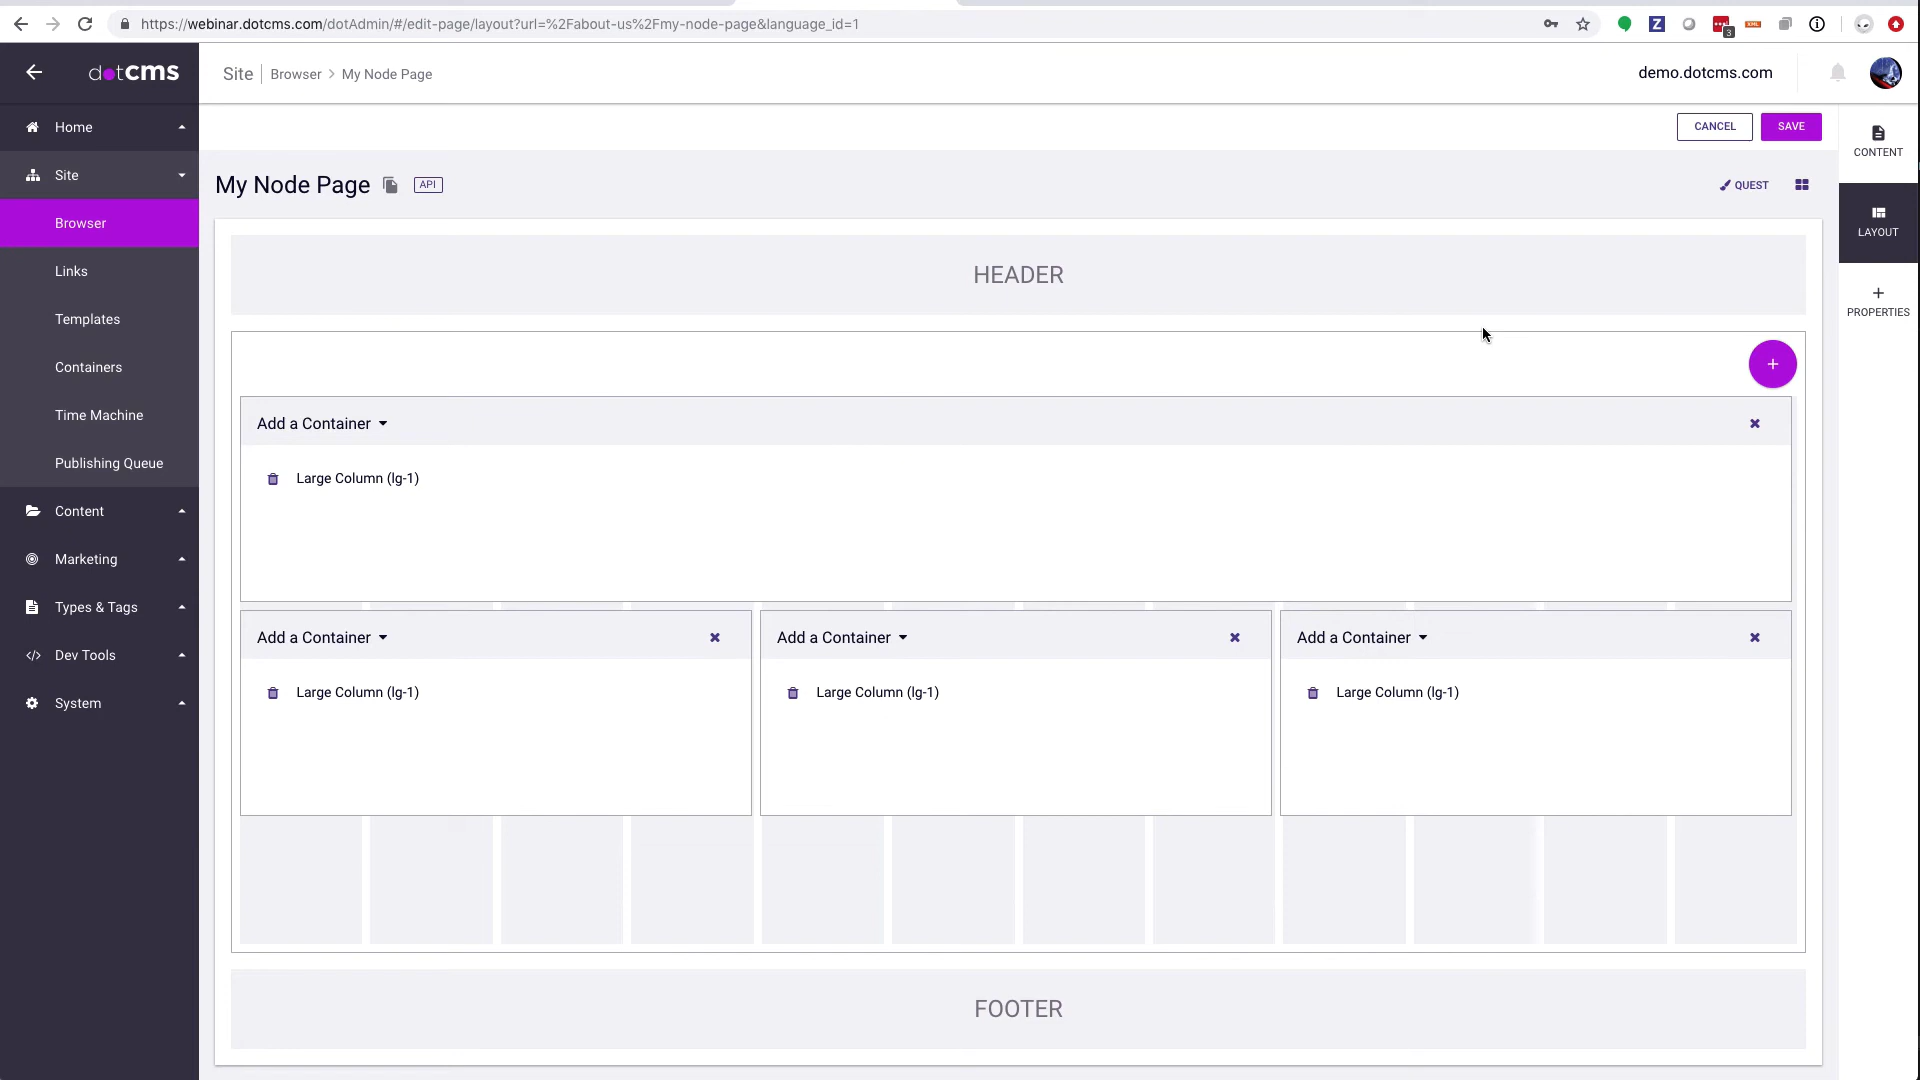 https://webinar.dotcms.com/dotAdmin/#/edit-page/layout?url=%2Fabout-us%2Fmy-node-page&language_id=1
3
dotCMS
Site
Browser > My Node Page
demo.dotcms.com
Home
Site
Browser
Links
Templates
Containers
Time Machine
Publishing Queue
Content
Marketing
Types & Tags
Dev Tools
System
CANCEL
SAVE
My Node Page
API
QUEST
CONTENT
LAYOUT
PROPERTIES
HEADER
Add a Container
Large Column (lg-1)
Add a Container
Add a Container
Add a Container
Large Column (lg-1)
Large Column (lg-1)
Large Column (lg-1)
FOOTER